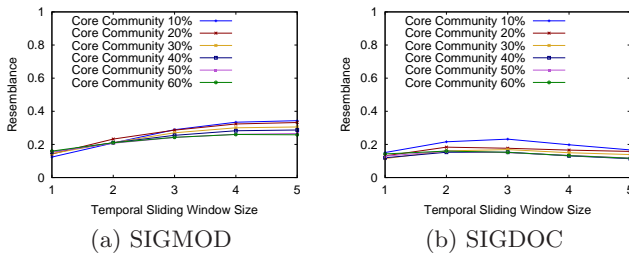 1
0.8
0.6
0.4
0.2
0
1
2
3
4
5
Resemblance
Temporal Sliding Window Size
Core Community 10%
Core Community 20%
Core Community 30%
Core Community 40%
Core Community 50%
Core Community 60%
(a) SIGMOD
1
0.8
0.6
0.4
0.2
0
1
2
3
4
5
Resemblance
Temporal Sliding Window Size
Core Community 10%
Core Community 20%
Core Community 30%
Core Community 40%
Core Community 50%
Core Community 60%
(b) SIGDOC